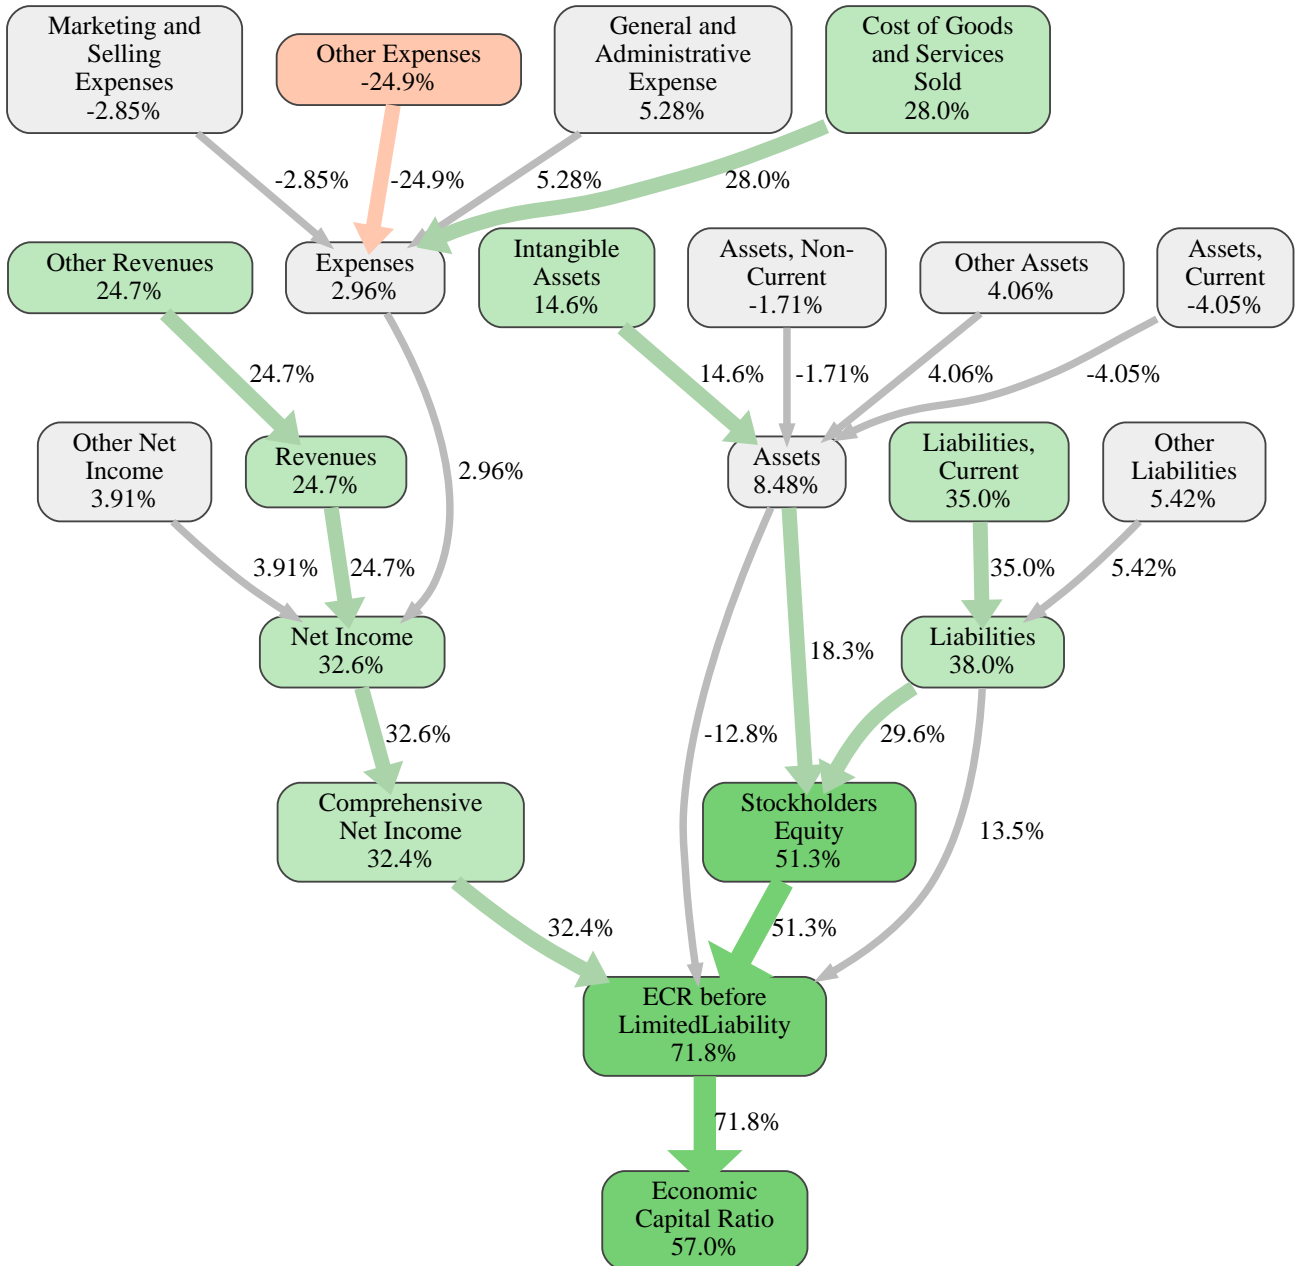 Marketing and
Selling
Expenses
-2.85%
Other Expenses
-24.9%
General and
Administrative
Expense
5.28%
Cost of Goods
and Services
Sold
28.0%
-2.85%
-24.9%
5.28%
28.0%
Other Revenues
24.7%
Expenses
2.96%
Intangible
Assets
14.6%
Assets, Non-
Current
-1.71%
Other Assets
4.06%
Assets,
Current
-4.05%
24.7%
14.6%
-1.71%
4.06%
-4.05%
Other Net
Income
3.91%
Revenues
24.7%
2.96%
Assets
8.48%
Liabilities,
Current
35.0%
Other
Liabilities
5.42%
3.91%
24.7%
35.0%
5.42%
Net Income
32.6%
18.3%
Liabilities
38.0%
32.6%
-12.8%
29.6%
Comprehensive
Net Income
32.4%
Stockholders
Equity
51.3%
13.5%
32.4%
51.3%
ECR before
LimitedLiability
71.8%
71.8%
Economic
Capital Ratio
57.0%